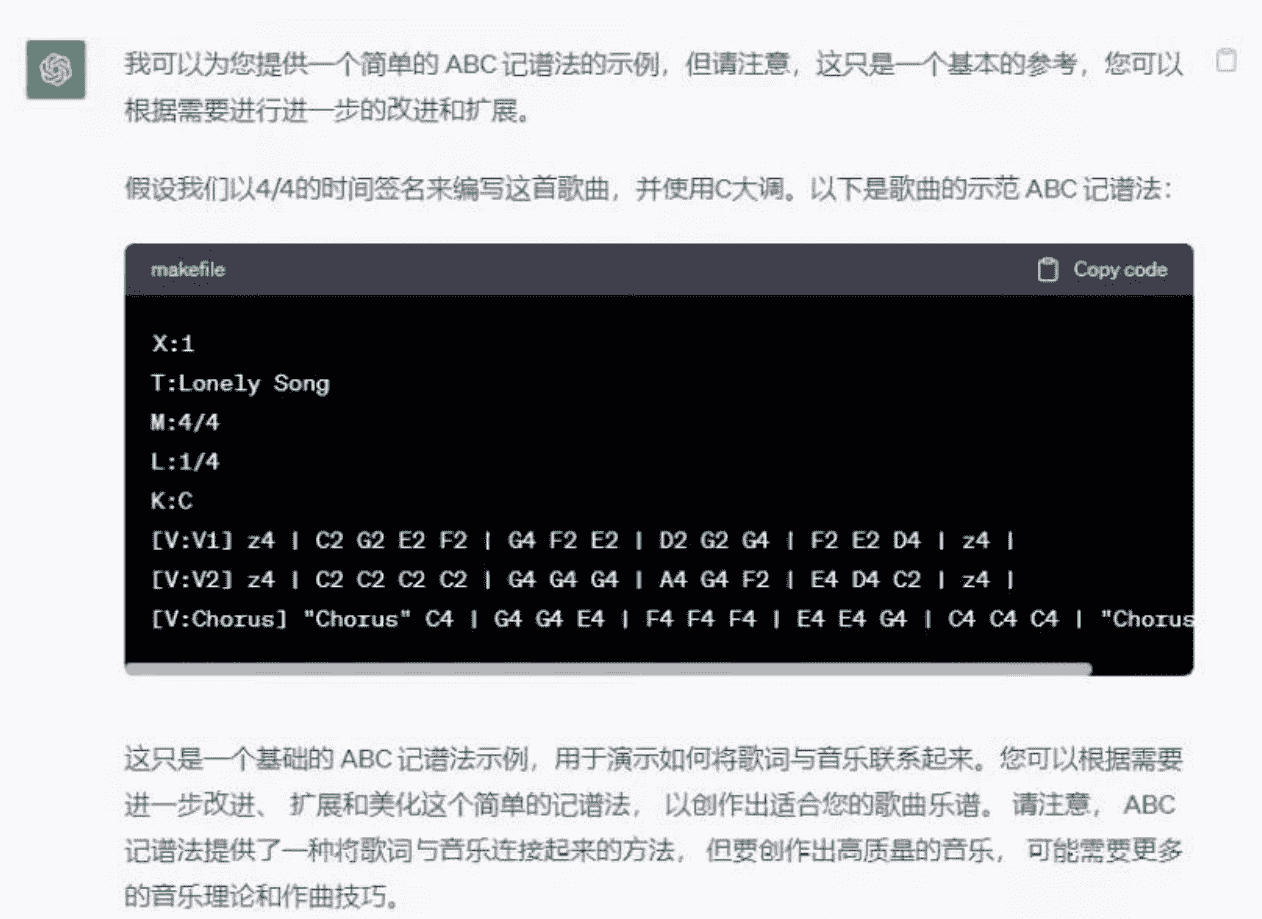 我可以为您提供一个简单的 ABC 记谱法的示例，但请注意，这只是一个基本的参考，您可以
根据需要进行进一步的改进和扩展。
假设我们以4/4的时间签名来编写这首歌曲，并使用C大调。以下是歌曲的示范 ABC 记谱法：
makefile
Copy code
X:1
T:Lonely Song
M:4/4
L:1/4
K:C
[V:V1] z4 | C2 G2 E2 F2 | G4 F2 E2 | D2 G2 G4 | F2 E2 D4 | z4 |
[V:V2] z4 | C2 C2 C2 C2 | G4 G4 G4 | A4 G4 F2 | E4 D4 C2 | z4 |
[V:Chorus] "Chorus" C4 | G4 G4 E4 | F4 F4 F4 | E4 E4 G4 | C4 C4 C4 | "Chorus
这只是一个基础的 ABC 记谱法示例，用于演示如何将歌词与音乐联系起来。您可以根据需要
进一步改进、 扩展和美化这个简单的记谱法， 以创作出适合您的歌曲乐谱。 请注意， ABC
记谱法提供了一种将歌词与音乐连接起来的方法， 但要创作出高质量的音乐， 可能需要更多
的音乐理论和作曲技巧。